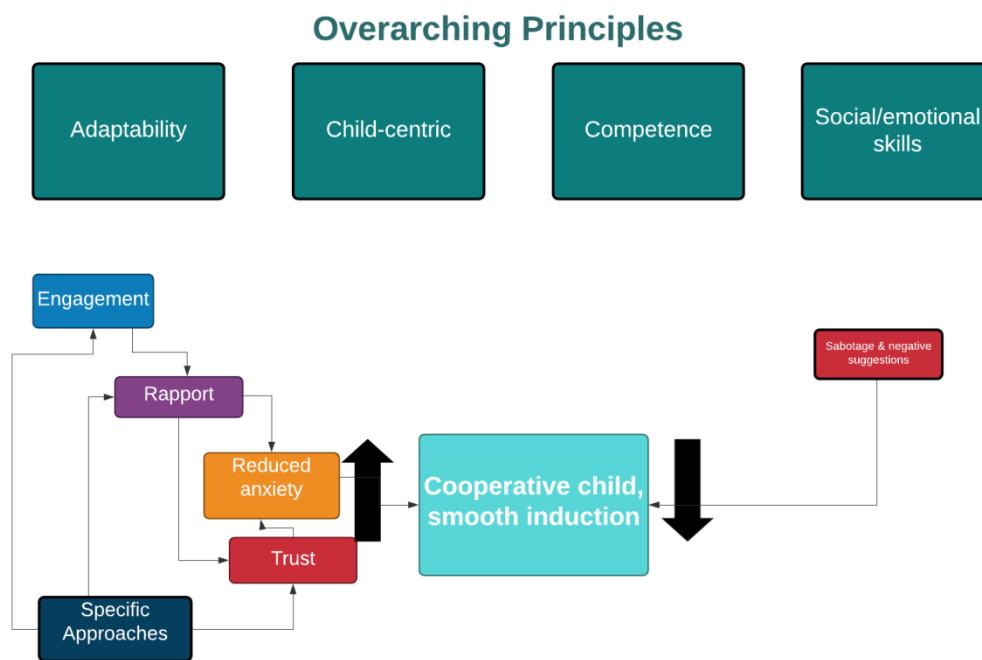 Overarching Principles
Adaptability
Child-centric
Competence
Social/emotional
skills
Engagement
Sabotage & negative
suggestions
Rapport
Reduced
anxiety
Cooperative child,
smooth induction
Trust
Specific
Approaches